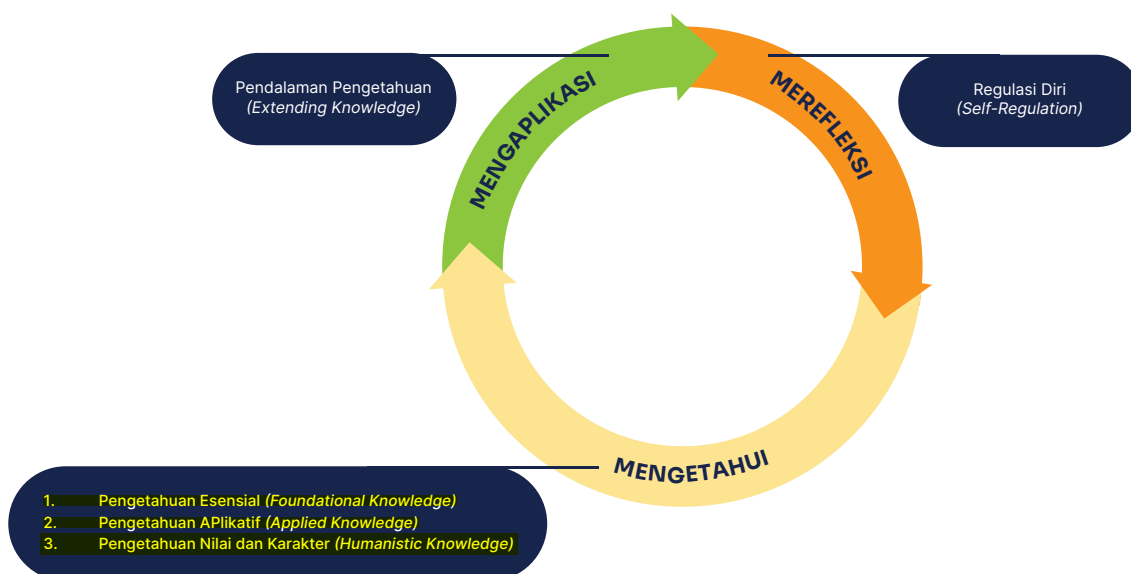 Pendalaman Pengetahuan
(Extending Knowledge)
MENGAPLIKASI
MEREFLEKSI
Regulasi Diri
(Self-Regulation)
MENGETAHUI
1. Pengetahuan Esensial (Foundational Knowledge)
2. Pengetahuan APlikatif (Applied Knowledge)
3. Pengetahuan Nilai dan Karakter (Humanistic Knowledge)